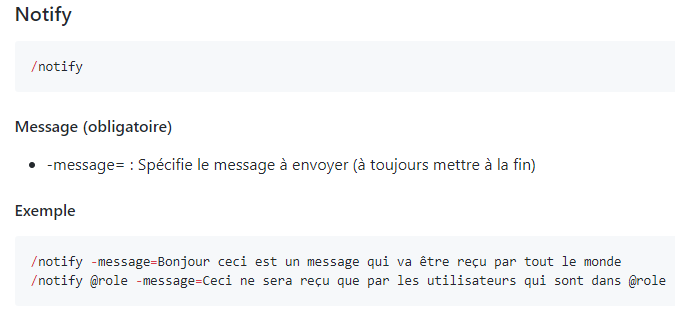 Notify
/notify
Message (obligatoire)
-message= : Spécifie le message à envoyer (à toujours mettre à la fin)
Exemple
/notify -message=Bonjour ceci est un message qui va être reçu par tout le monde
/notify @role -message=Ceci ne sera reçu que par les utilisateurs qui sont dans @role